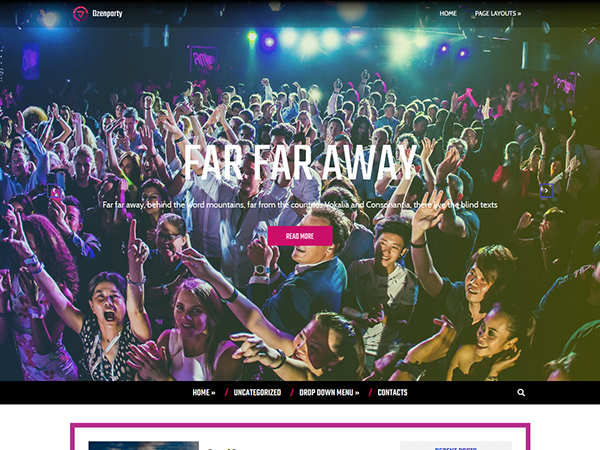 Dzenparty
HOME
PAGE LAYOUTS »
FAR FAR AWAY
Far far away, behind the word mountains, far from the countries Vokalia and Consonantia, there live the blind texts
READ MORE
HOME »
/
UNCATEGORIZED
/
DROP DOWN MENU »
/
CONTACTS
RECENT POSTS